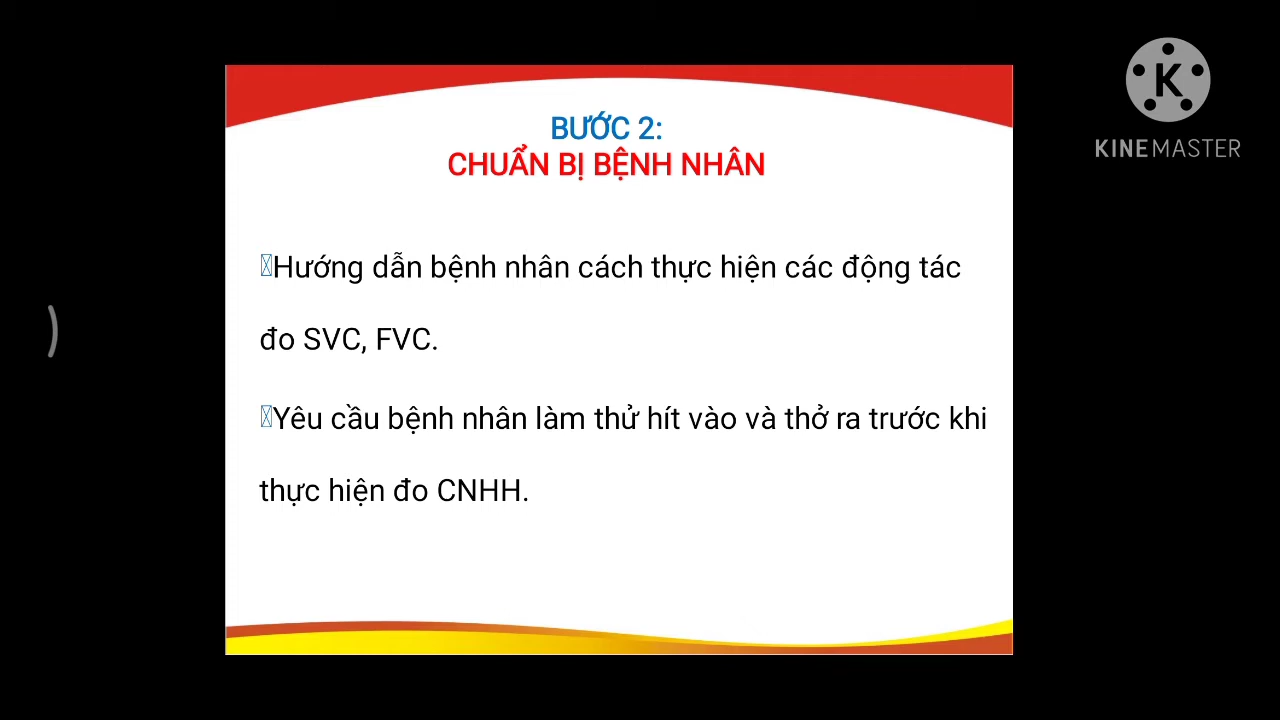 BƯỚC 2:
CHUẨN BỊ BỆNH NHÂN
Hướng dẫn bệnh nhân cách thực hiện các động tác
đo SVC, FVC.
Yêu cầu bệnh nhân làm thử hít vào và thở ra trước khi
thực hiện đo CNHH.
K
KINEMASTER